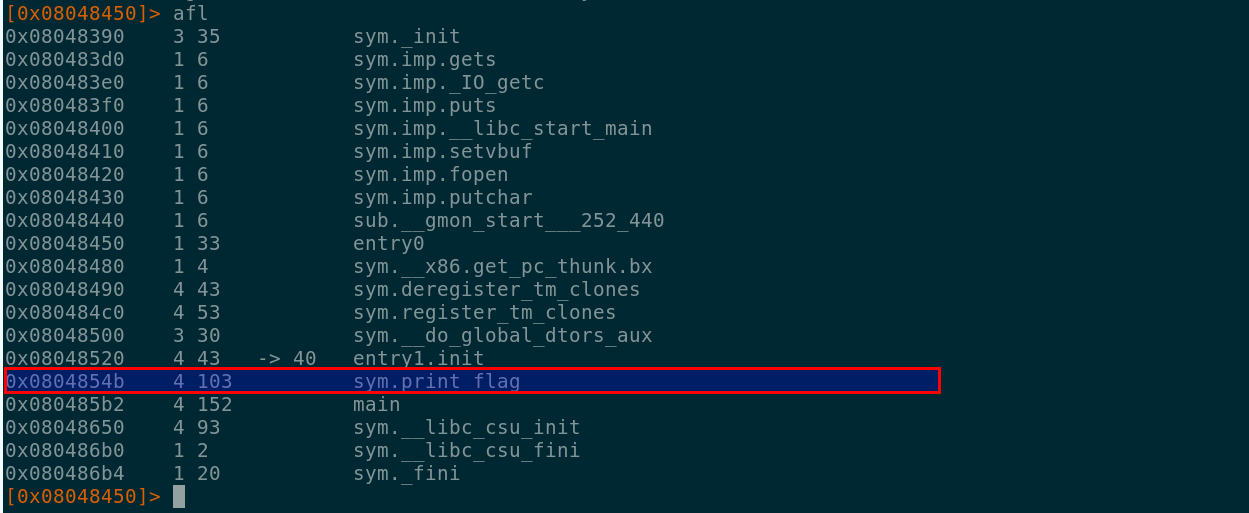 [0x08048450]> afl
0x08048390    3 35           sym._init
0x080483d0    1 6            sym.imp.gets
0x080483e0    1 6            sym.imp._IO_getc
0x080483f0    1 6            sym.imp.puts
0x08048400    1 6            sym.imp.__libc_start_main
0x08048410    1 6            sym.imp.setvbuf
0x08048420    1 6            sym.imp.fopen
0x08048430    1 6            sym.imp.putchar
0x08048440    1 6            sub.__gmon_start___252_440
0x08048450    1 33           entry0
0x08048480    1 4            sym.__x86.get_pc_thunk.bx
0x08048490    4 43           sym.deregister_tm_clones
0x080484c0    4 53           sym.register_tm_clones
0x08048500    3 30           sym.__do_global_dtors_aux
0x08048520    4 43   -> 40   entry1.init
0x0804854b    4 103          sym.print flag
0x080485b2    4 152          main
0x08048650    4 93           sym.__libc_csu_init
0x080486b0    1 2            sym.__libc_csu_fini
0x080486b4    1 20           sym._fini
[0x08048450]>